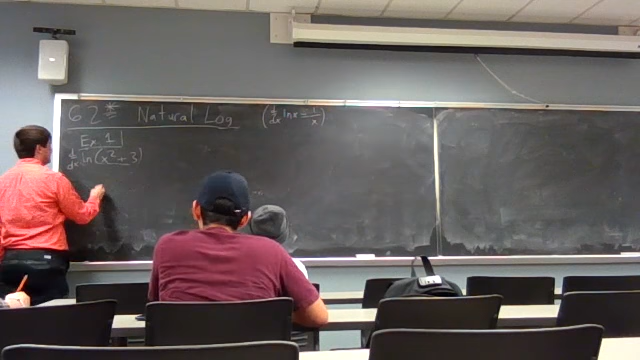 6.2* Natural Log (d/dx ln x = 1/x)
Ex 1
d/dx ln(x² + 3)